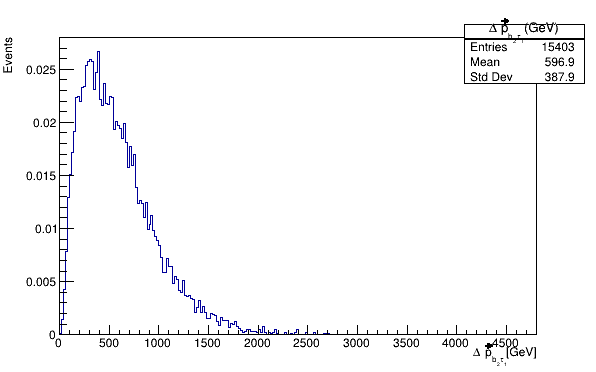 Δ p⃗ b₂τ₁ (GeV)
Entries 15403
Mean 596.9
Std Dev 387.9
Events
0.025
0.02
0.015
0.01
0.005
0
0 500 1000 1500 2000 2500 3000 3500 4000 4500
Δ p⃗ b₂τ₁ [GeV]